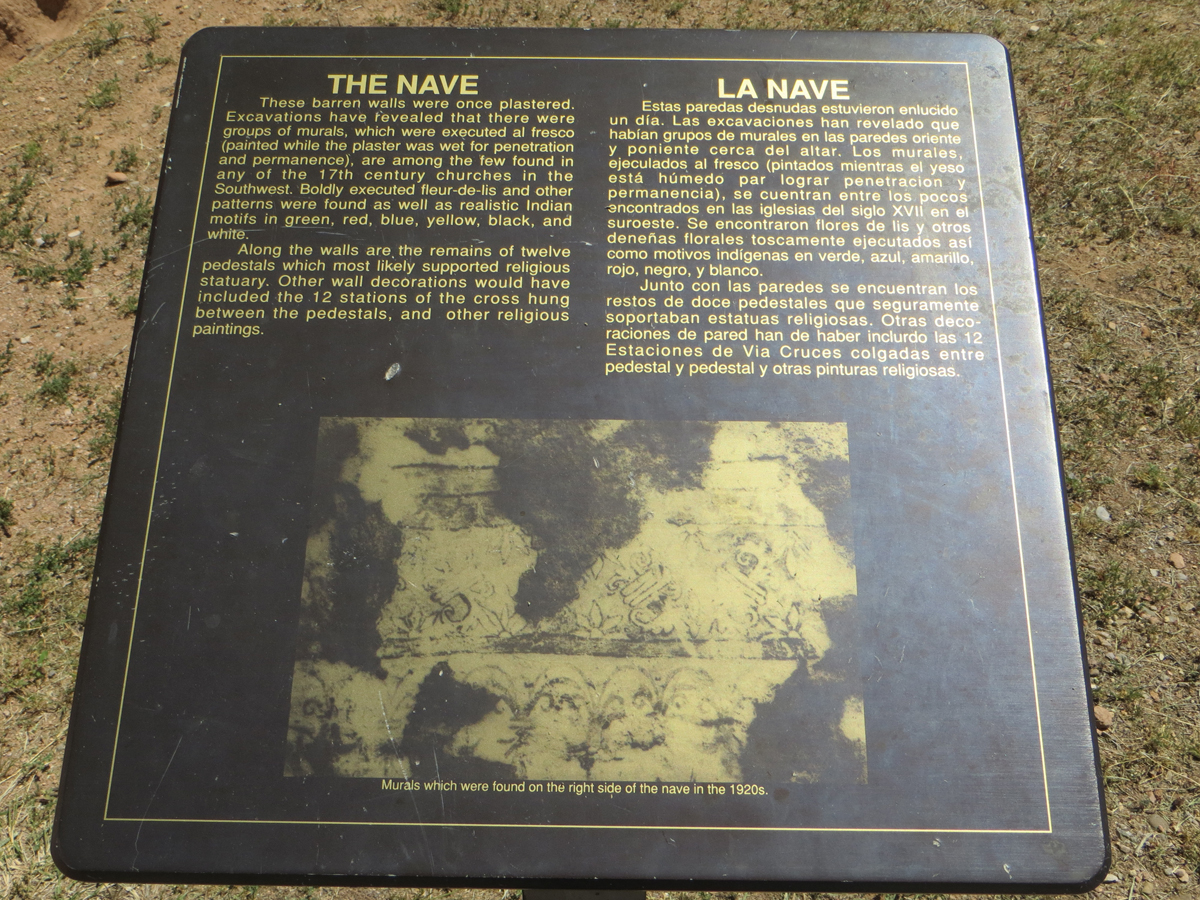 THE NAVE
These barren walls were once plastered.
Excavations have revealed that there were
groups of murals, which were executed al fresco
(painted while the plaster was wet for penetration
and permanence), are among the few found in
any of the 17th century churches in the
Southwest. Boldly executed fleur-de-lis and other
patterns were found as well as realistic Indian
motifs in green, red, blue, yellow, black, and
white.
Along the walls are the remains of twelve
pedestals which most likely supported religious
statuary. Other wall decorations would have
included the 12 stations of the cross hung
between the pedestals, and other religious
paintings.
LA NAVE
Estas paredas desnudas estuvieron enlucido
un día. Las excavaciones han revelado que
habían grupos de murales en las paredes oriente
y poniente cerca del altar. Los murales,
ejeculados al fresco (pintados mientras el yeso
está húmedo par lograr penetracion y
permanencia), se cuentran entre los pocos
encontrados en las iglesias del siglo XVII en el
suroeste. Se encontraron flores de lis y otros
deneñas florales toscamente ejecutados así
como motivos indígenas en verde, azul, amarillo,
rojo, negro, y blanco.
Junto con las paredes se encuentran los
restos de doce pedestales que seguramente
soportaban estatuas religiosas. Otras deco-
raciones de pared han de haber inclurdo las 12
Estaciones de Via Cruces colgadas entre
pedestal y pedestal y otras pinturas religiosas.
Murals which were found on the right side of the nave in the 1920s.